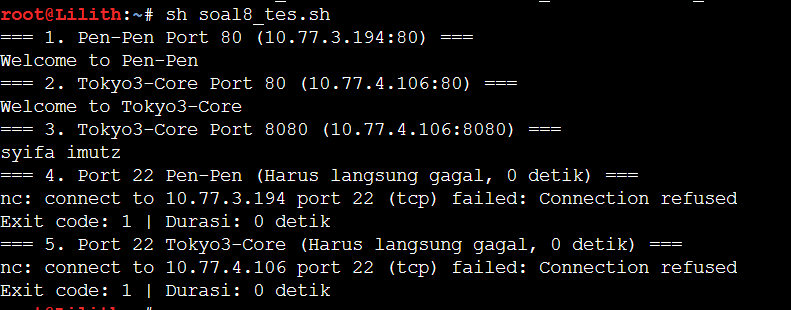 root@Lilith:~# sh soal8_tes.sh
=== 1. Pen-Pen Port 80 (10.77.3.194:80) ===
Welcome to Pen-Pen
=== 2. Tokyo3-Core Port 80 (10.77.4.106:80) ===
Welcome to Tokyo3-Core
=== 3. Tokyo3-Core Port 8080 (10.77.4.106:8080) ===
syifa imutz
=== 4. Port 22 Pen-Pen (Harus langsung gagal, 0 detik) ===
nc: connect to 10.77.3.194 port 22 (tcp) failed: Connection refused
Exit code: 1 | Durasi: 0 detik
=== 5. Port 22 Tokyo3-Core (Harus langsung gagal, 0 detik) ===
nc: connect to 10.77.4.106 port 22 (tcp) failed: Connection refused
Exit code: 1 | Durasi: 0 detik